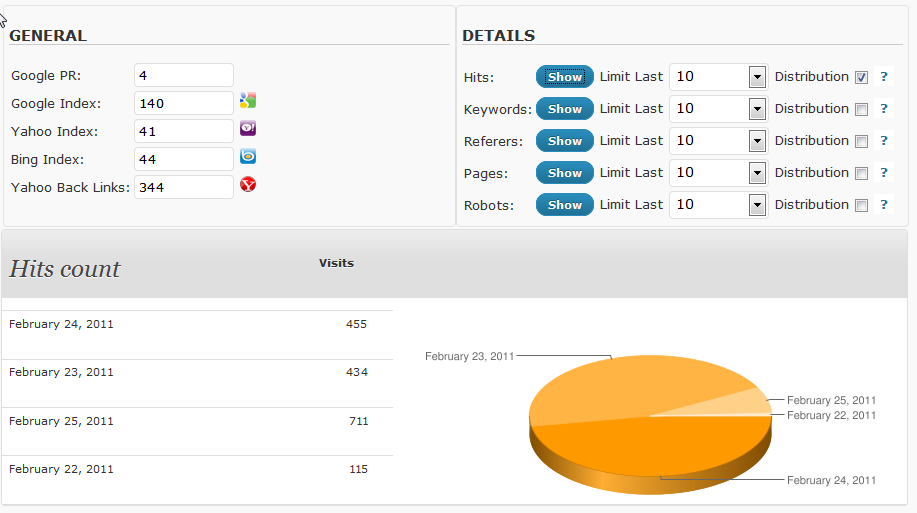 GENERAL
Google PR: 4
Google Index: 140
Yahoo Index: 41
Bing Index: 44
Yahoo Back Links: 344
DETAILS
Hits: Show Limit Last 10 Distribution ?
Keywords: Show Limit Last 10 Distribution ?
Referers: Show Limit Last 10 Distribution ?
Pages: Show Limit Last 10 Distribution ?
Robots: Show Limit Last 10 Distribution ?
Hits count Visits
February 24, 2011 455
February 23, 2011 434
February 25, 2011 711
February 22, 2011 115
February 23, 2011
February 25, 2011
February 22, 2011
February 24, 2011